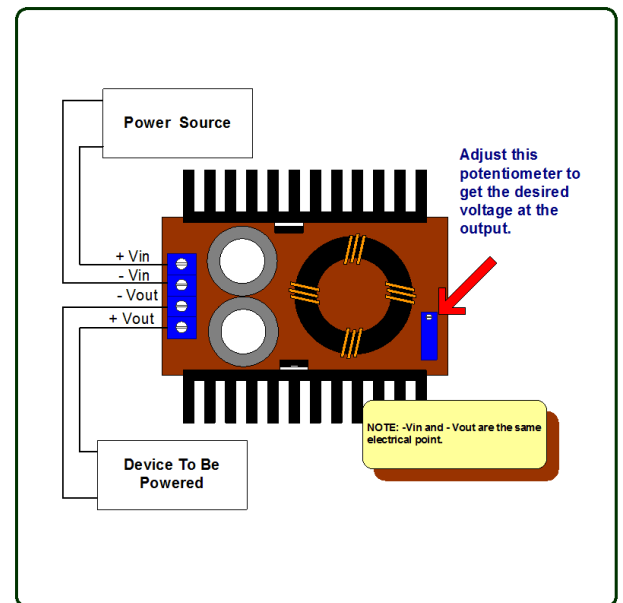 Power Source
Adjust this
potentiometer to
get the desired
voltage at the
output.
+ Vin
- Vin
- Vout
+ Vout
NOTE: -Vin and - Vout are the same
electrical point.
Device To Be
Powered